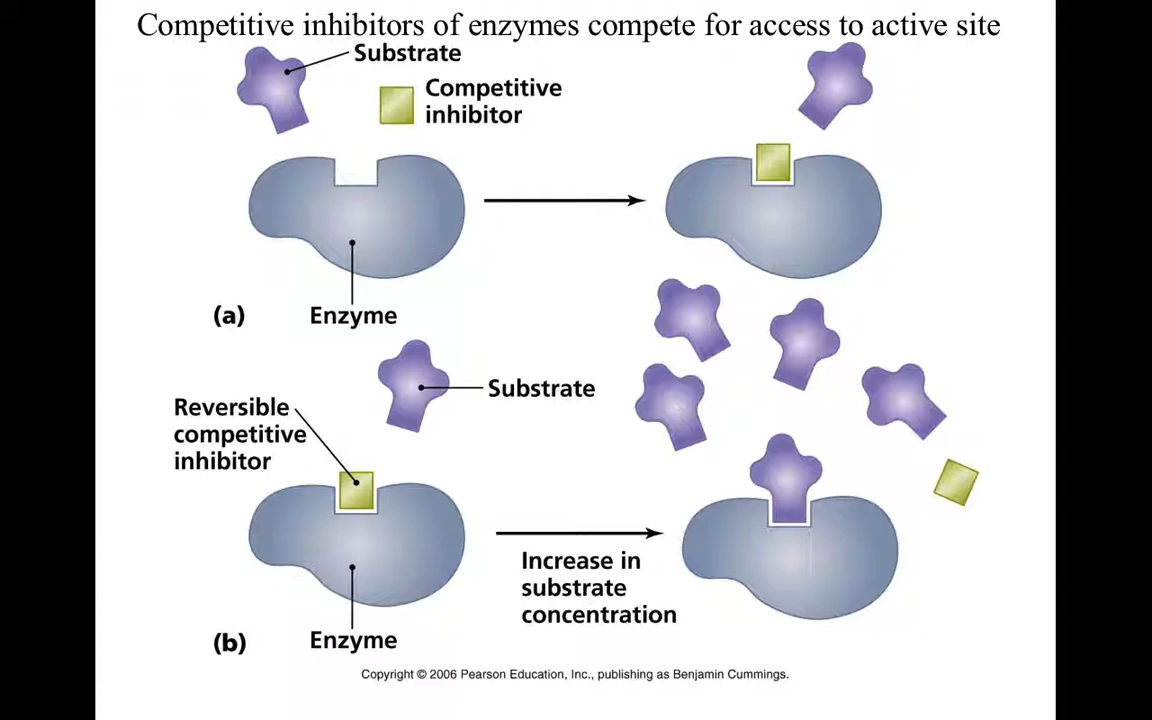 Competitive inhibitors of enzymes compete for access to active site
Substrate
Competitive
inhibitor
(a)
Enzyme
Substrate
Reversible
competitive
inhibitor
Increase in
substrate
concentration
(b)
Enzyme
Copyright © 2006 Pearson Education, Inc., publishing as Benjamin Cummings.